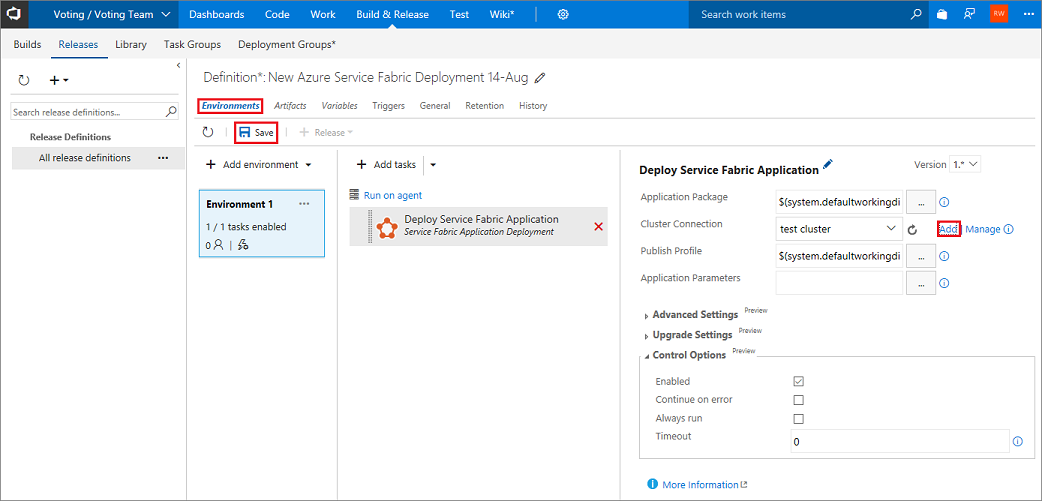 Voting / Voting Team Dashboards Code Work Build & Release Test Wiki* Search work items RW
Builds Releases Library Task Groups Deployment Groups*
Definition*: New Azure Service Fabric Deployment 14-Aug
Search release definitions...
Environments Artifacts Variables Triggers General Retention History
Release Definitions
Save Release
All release definitions ...
Add environment Add tasks
Deploy Service Fabric Application Version 1.*
Environment 1 ...
1 / 1 tasks enabled
0
Run on agent
Deploy Service Fabric Application
Service Fabric Application Deployment
Application Package $(system.defaultworkingdi ...
Cluster Connection test cluster Add Manage
Publish Profile $(system.defaultworkingdi ...
Application Parameters ...
Advanced Settings Preview
Upgrade Settings Preview
Control Options Preview
Enabled
Continue on error
Always run
Timeout 0
More Information